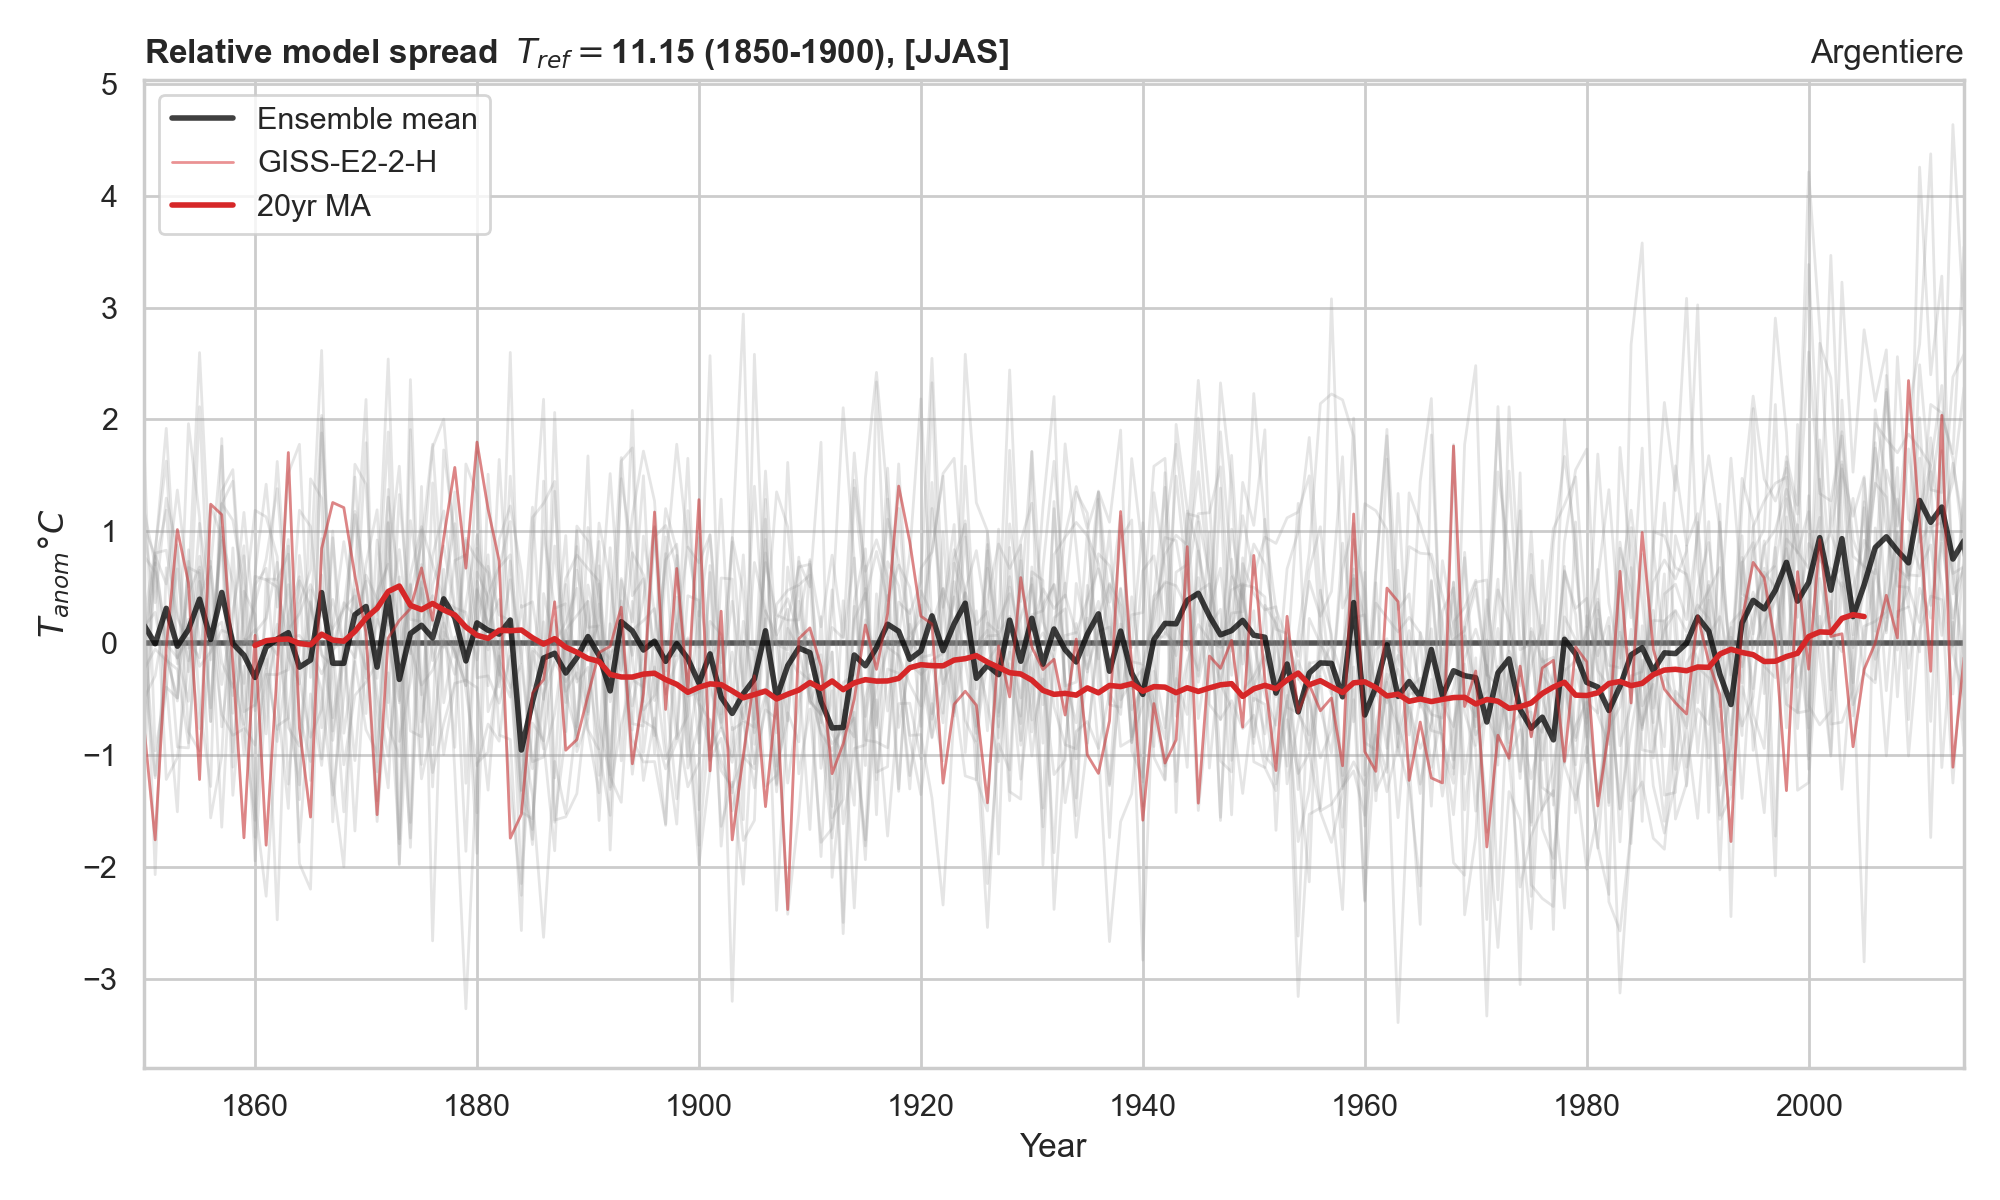 Relative model spread T_ref = 11.15 (1850-1900), [JJAS]
Argentiere
Ensemble mean
GISS-E2-2-H
20yr MA
T_anom°C
5
4
3
2
1
0
−1
−2
−3
1860 1880 1900 1920 1940 1960 1980 2000
Year